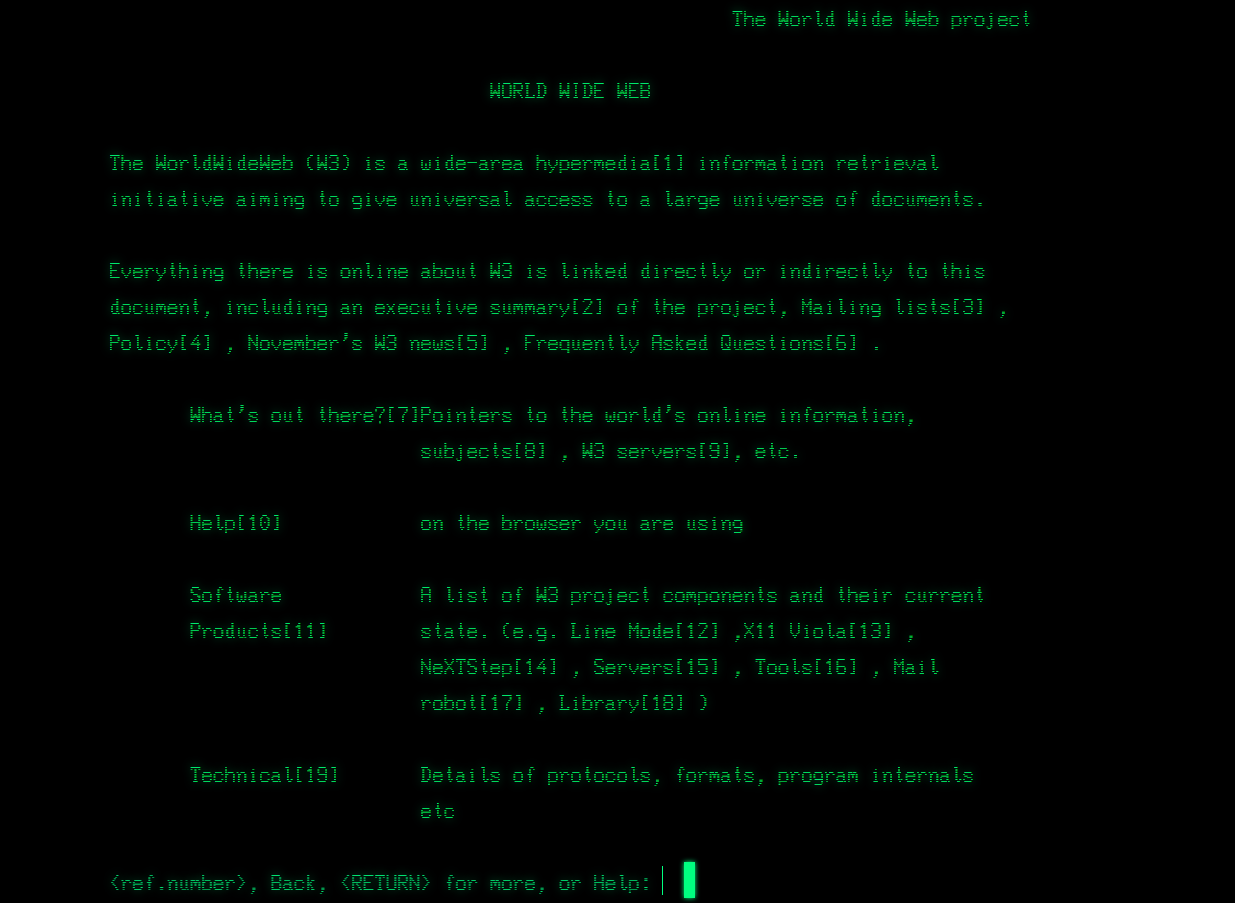 The World Wide Web project
WORLD WIDE WEB
The WorldWideWeb (W3) is a wide-area hypermedia[1] information retrieval
initiative aiming to give universal access to a large universe of documents.
Everything there is online about W3 is linked directly or indirectly to this
document, including an executive summary[2] of the project, Mailing lists[3] ,
Policy[4] , November's W3 news[5] , Frequently Asked Questions[6] .
What's out there?[7]Pointers to the world's online information,
subjects[8] , W3 servers[9], etc.
Help[10] on the browser you are using
Software A list of W3 project components and their current
Products[11] state. (e.g. Line Mode[12] ,X11 Viola[13] ,
NeXTStep[14] , Servers[15] , Tools[16] , Mail
robot[17] , Library[18] )
Technical[19] Details of protocols, formats, program internals
etc
<ref.number>, Back, <RETURN> for more, or Help: